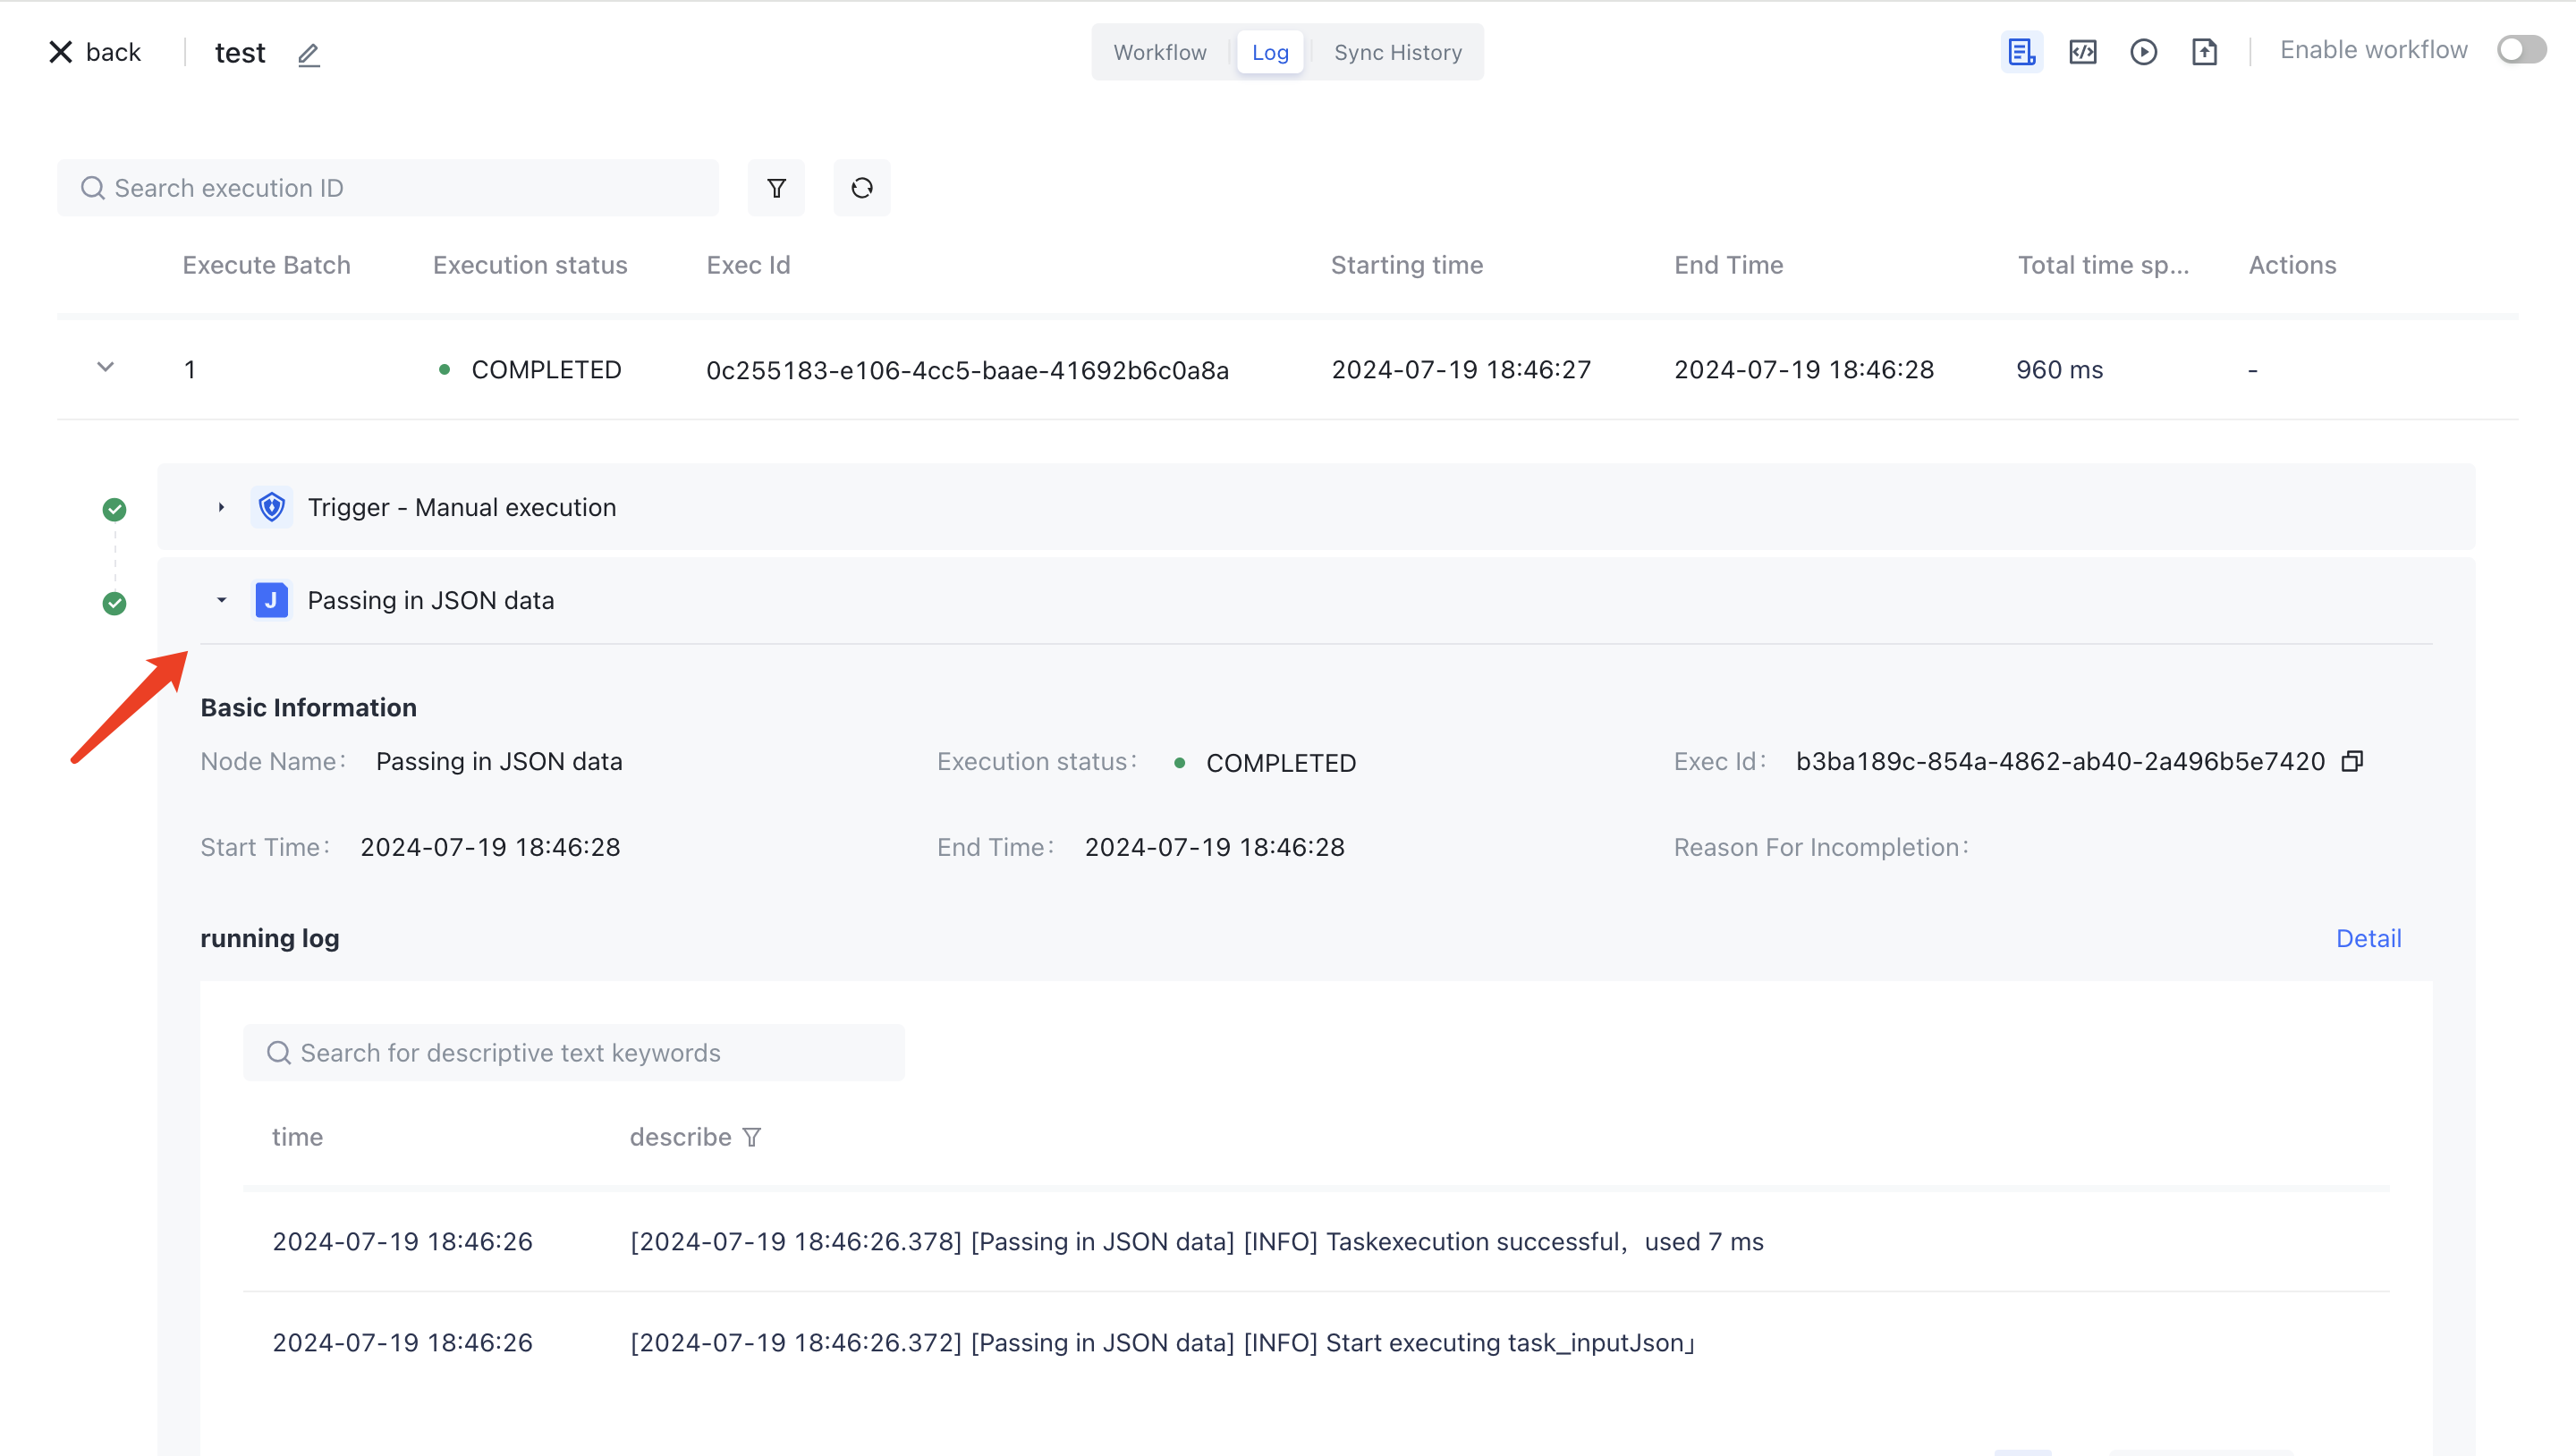 back test Workflow Log Sync History Enable workflow
Search execution ID
Execute Batch Execution status Exec Id Starting time End Time Total time sp... Actions
1 COMPLETED 0c255183-e106-4cc5-baae-41692b6c0a8a 2024-07-19 18:46:27 2024-07-19 18:46:28 960 ms -
Trigger - Manual execution
J Passing in JSON data
Basic Information
Node Name： Passing in JSON data Execution status： COMPLETED Exec Id： b3ba189c-854a-4862-ab40-2a496b5e7420
Start Time： 2024-07-19 18:46:28 End Time： 2024-07-19 18:46:28 Reason For Incompletion：
running log Detail
Search for descriptive text keywords
time describe
2024-07-19 18:46:26 [2024-07-19 18:46:26.378] [Passing in JSON data] [INFO] Taskexecution successful，used 7 ms
2024-07-19 18:46:26 [2024-07-19 18:46:26.372] [Passing in JSON data] [INFO] Start executing task_inputJson」